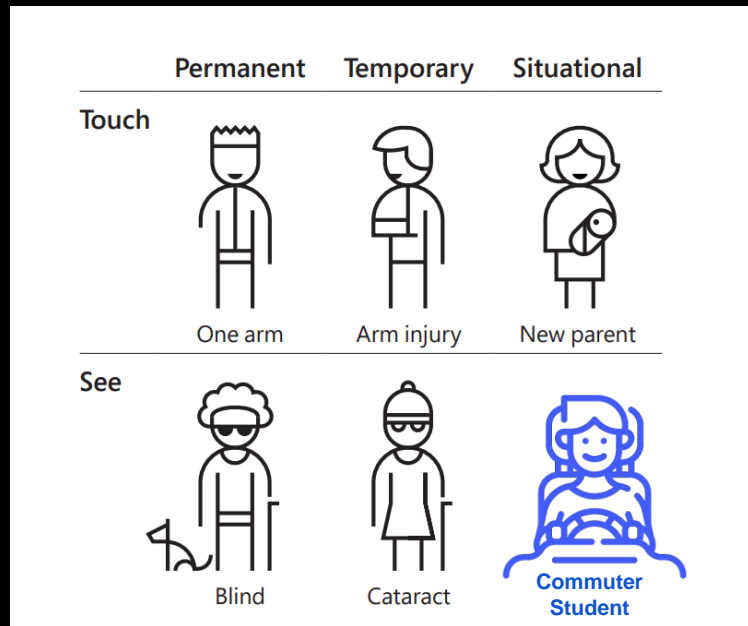 Permanent Temporary Situational
Touch
One arm Arm injury New parent
See
Blind Cataract Commuter
Student